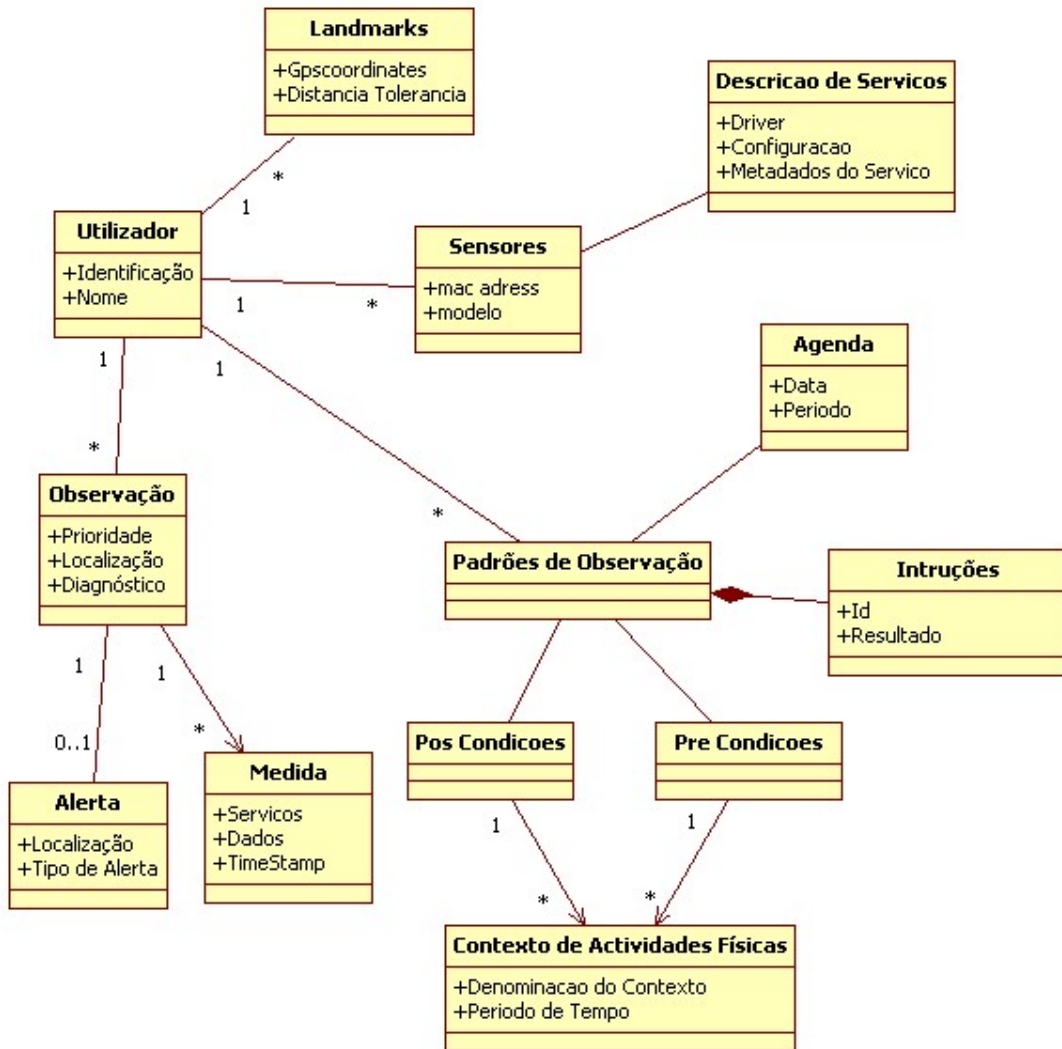 Landmarks
+Gpscoordinates
+Distancia Tolerancia
Descricao de Servicos
+Driver
+Configuracao
+Metadados do Servico
*
1
Utilizador
+Identificação
+Nome
Sensores
+mac adress
+modelo
1
*
1
1
Agenda
+Data
+Periodo
*
*
Observação
+Prioridade
+Localização
+Diagnóstico
Padrões de Observação
Intruções
+Id
+Resultado
1
1
0..1
*
Pos Condicoes
Pre Condicoes
Alerta
+Localização
+Tipo de Alerta
Medida
+Servicos
+Dados
+TimeStamp
1
1
*
*
Contexto de Actividades Físicas
+Denominacao do Contexto
+Periodo de Tempo